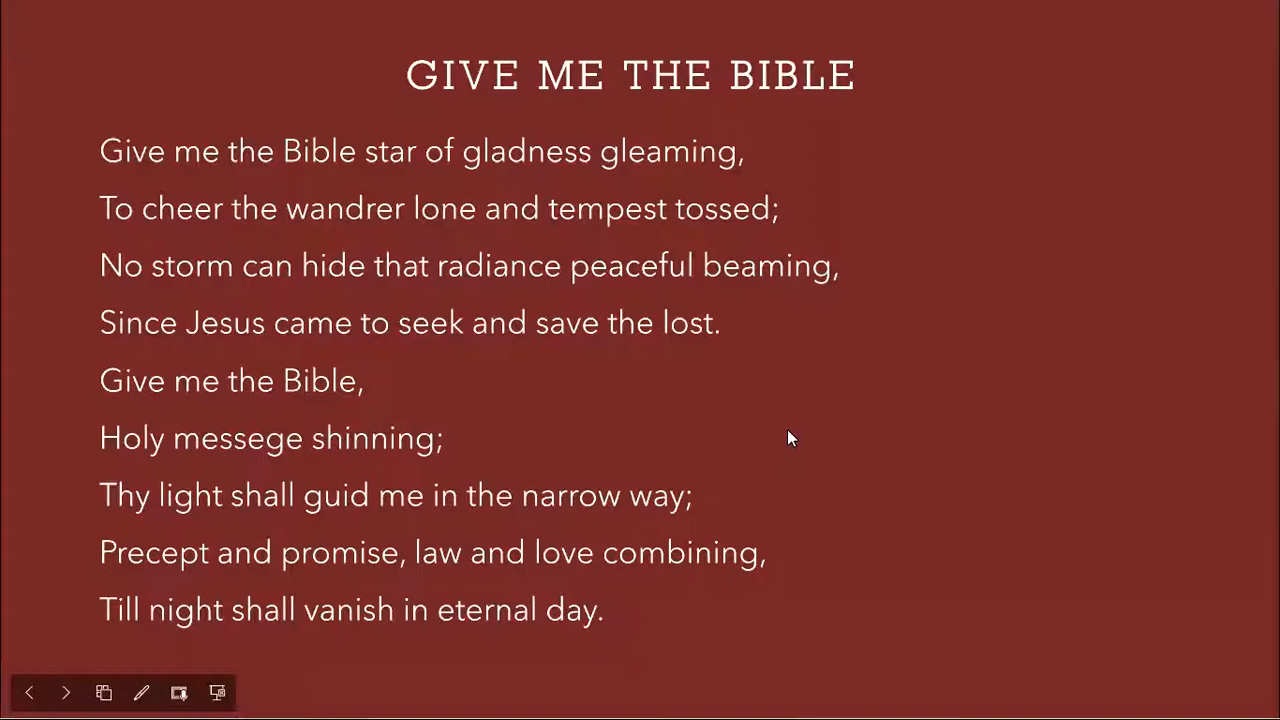 GIVE ME THE BIBLE
Give me the Bible star of gladness gleaming,
To cheer the wandrer lone and tempest tossed;
No storm can hide that radiance peaceful beaming,
Since Jesus came to seek and save the lost.
Give me the Bible,
Holy messege shinning;
Thy light shall guid me in the narrow way;
Precept and promise, law and love combining,
Till night shall vanish in eternal day.